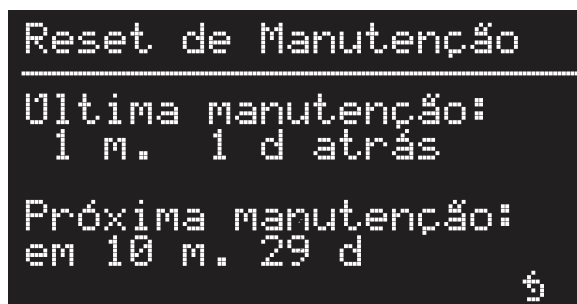 Reset de Manutenção
Última manutenção:
1 m. 1 d atrás
Próxima manutenção:
em 10 m. 29 d